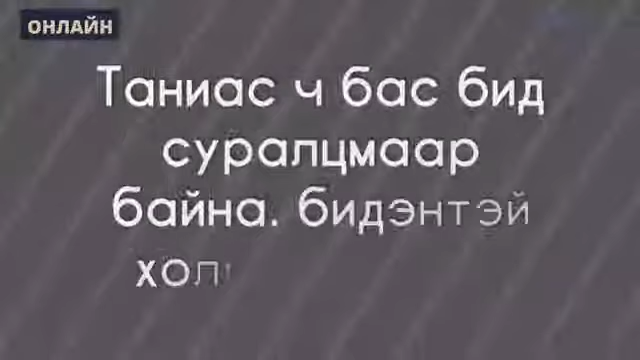 ОНЛАЙН
Таниас ч бас бид
суралцмаар
байна. бидэнтэй